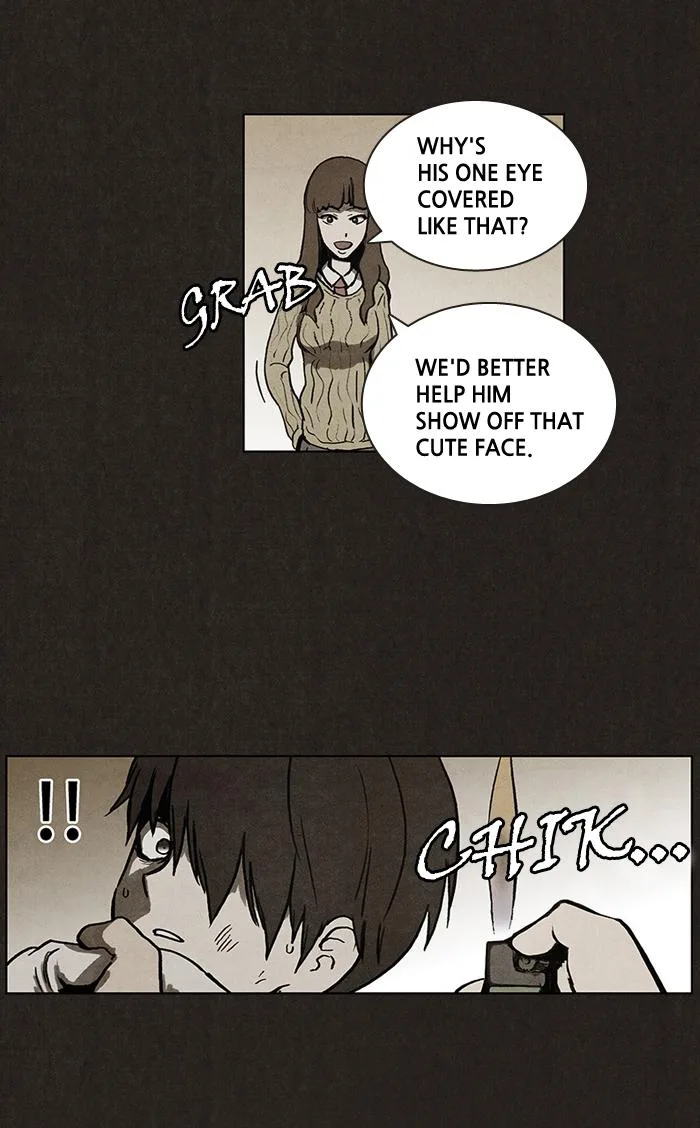 WHY'S
HIS ONE EYE
COVERED
LIKE THAT?
GRAB
WE'D BETTER
HELP HIM
SHOW OFF THAT
CUTE FACE.
!!
CHIK...